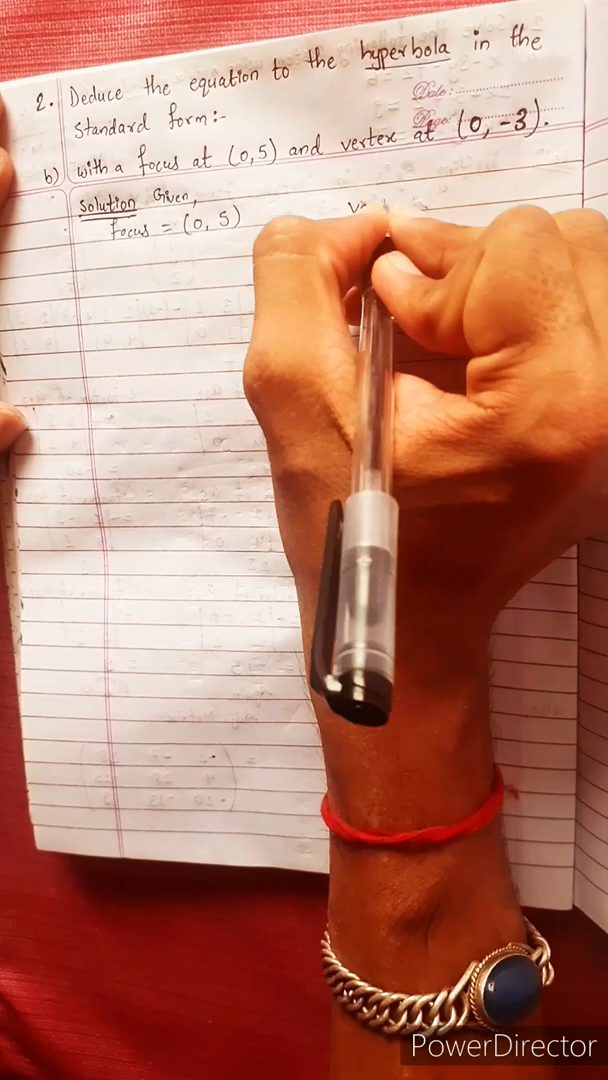 2. Deduce the equation to the hyperbola in the
Date:
standard form:-
Page:
b) with a focus at (0,5) and vertex at (0, -3).
Solution Given,
focus = (0, 5)
PowerDirector